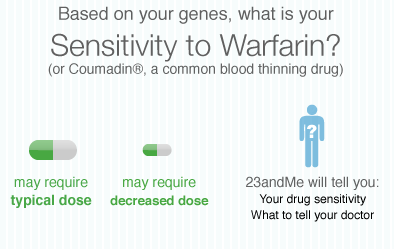 Based on your genes, what is your
Sensitivity to Warfarin?
(or Coumadin®, a common blood thinning drug)
may require
typical dose
may require
decreased dose
?
23andMe will tell you:
Your drug sensitivity
What to tell your doctor